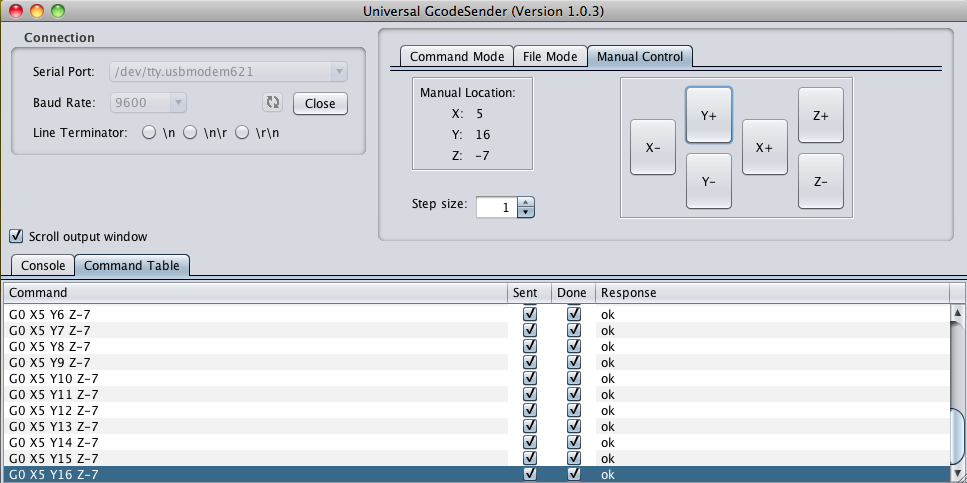 Universal GcodeSender (Version 1.0.3)
Connection
Serial Port: /dev/tty.usbmodem621
Baud Rate: 9600 Close
Line Terminator: \n \n\r \r\n
Command Mode File Mode Manual Control
Manual Location:
X: 5
Y: 16
Z: -7
Step size: 1
X-
Y+
Y-
X+
Z+
Z-
Scroll output window
Console Command Table
Command Sent Done Response
G0 X5 Y6 Z-7 ok
G0 X5 Y7 Z-7 ok
G0 X5 Y8 Z-7 ok
G0 X5 Y9 Z-7 ok
G0 X5 Y10 Z-7 ok
G0 X5 Y11 Z-7 ok
G0 X5 Y12 Z-7 ok
G0 X5 Y13 Z-7 ok
G0 X5 Y14 Z-7 ok
G0 X5 Y15 Z-7 ok
G0 X5 Y16 Z-7 ok